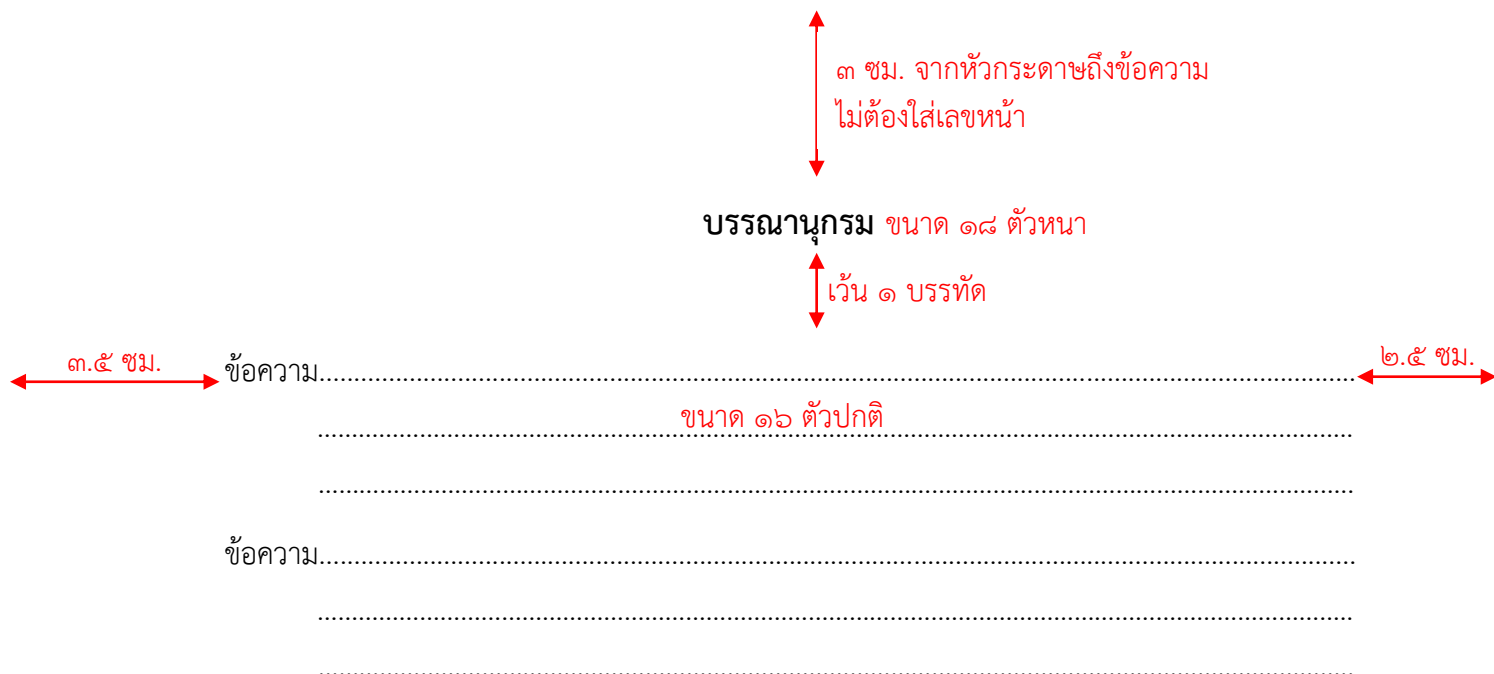 ๓ ซม. จากหัวกระดาษถึงข้อความ
ไม่ต้องใส่เลขหน้า
บรรณานุกรม ขนาด ๑๘ ตัวหนา
เว้น ๑ บรรทัด
๓.๕ ซม. ข้อความ.................................................................................................................................................... ๒.๕ ซม.
ขนาด ๑๖ ตัวปกติ
....................................................................................................................................................
....................................................................................................................................................
ข้อความ....................................................................................................................................................
....................................................................................................................................................
....................................................................................................................................................